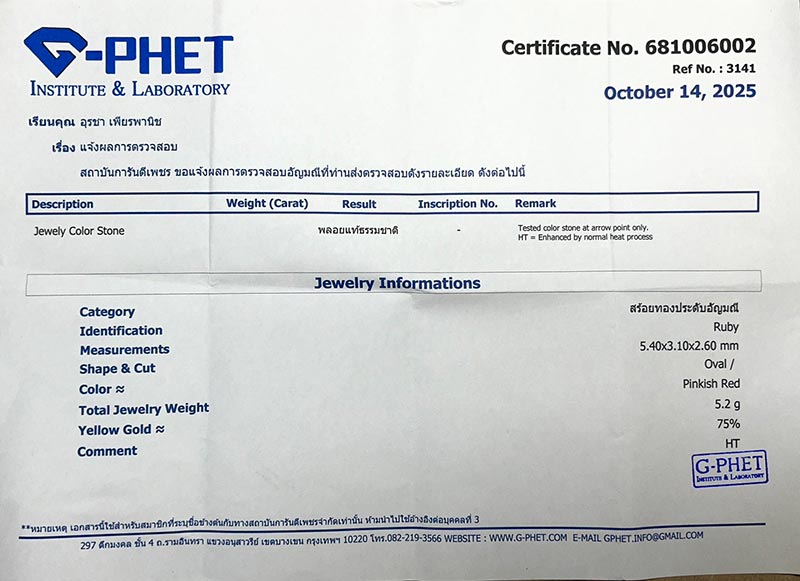 G-PHET
INSTITUTE & LABORATORY
Certificate No. 681006002
Ref No. : 3141
October 14, 2025
เรียนคุณ อุรชา เพียรพานิช
เรื่อง แจ้งผลการตรวจสอบ
สถาบันการันตีเพชร ขอแจ้งผลการตรวจสอบอัญมณีที่ท่านส่งตรวจสอบดังรายละเอียด ดังต่อไปนี้
Description Weight (Carat) Result Inscription No. Remark
Jewely Color Stone พลอยแท้ธรรมชาติ - Tested color stone at arrow point only.
HT = Enhanced by normal heat process
Jewelry Informations
Category สร้อยทองประดับอัญมณี
Identification Ruby
Measurements 5.40x3.10x2.60 mm
Shape & Cut Oval /
Color ≈ Pinkish Red
Total Jewelry Weight 5.2 g
Yellow Gold ≈ 75%
Comment HT
G-PHET
INSTITUTE & LABORATORY
**หมายเหตุ เอกสารนี้ใช้สำหรับสมาชิกที่ระบุชื่อข้างต้นกับทางสถาบันการันตีเพชรจำกัดเท่านั้น ห้ามนำไปใช้อ้างอิงต่อบุคคลที่ 3
297 ตึกมงคล ชั้น 4 ถ.รามอินทรา แขวงอนุสาวรีย์ เขตบางเขน กรุงเทพฯ 10220 โทร.082-219-3566 WEBSITE : WWW.G-PHET.COM E-MAIL GPHET.INFO@GMAIL.COM